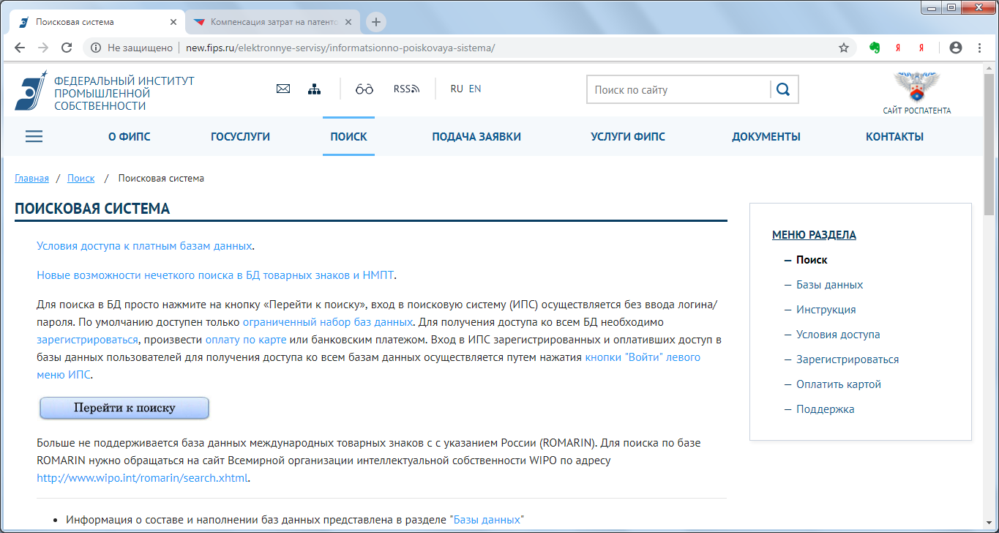 Поисковая система
Компенсация затрат на патентс
Не защищено
new.fips.ru/elektronnye-servisy/informatsionno-poiskovaya-sistema/
ФЕДЕРАЛЬНЫЙ ИНСТИТУТ
ПРОМЫШЛЕННОЙ
СОБСТВЕННОСТИ
RSS
RU EN
Поиск по сайту
САЙТ РОСПАТЕНТА
О ФИПС
ГОСУСЛУГИ
ПОИСК
ПОДАЧА ЗАЯВКИ
УСЛУГИ ФИПС
ДОКУМЕНТЫ
КОНТАКТЫ
Главная / Поиск / Поисковая система
ПОИСКОВАЯ СИСТЕМА
Условия доступа к платным базам данных.
Новые возможности нечеткого поиска в БД товарных знаков и НМПТ.
Для поиска в БД просто нажмите на кнопку «Перейти к поиску», вход в поисковую систему (ИПС) осуществляется без ввода логина/
пароля. По умолчанию доступен только ограниченный набор баз данных. Для получения доступа ко всем БД необходимо
зарегистрироваться, произвести оплату по карте или банковским платежом. Вход в ИПС зарегистрированных и оплативших доступ в
базы данных пользователей для получения доступа ко всем базам данных осуществляется путем нажатия кнопки "Войти" левого
меню ИПС.
Перейти к поиску
Больше не поддерживается база данных международных товарных знаков с с указанием России (ROMARIN). Для поиска по базе
ROMARIN нужно обращаться на сайт Всемирной организации интеллектуальной собственности WIPO по адресу
http://www.wipo.int/romarin/search.xhtml.
• Информация о составе и наполнении баз данных представлена в разделе "Базы данных"
МЕНЮ РАЗДЕЛА
— Поиск
— Базы данных
— Инструкция
— Условия доступа
— Зарегистрироваться
— Оплатить картой
— Поддержка